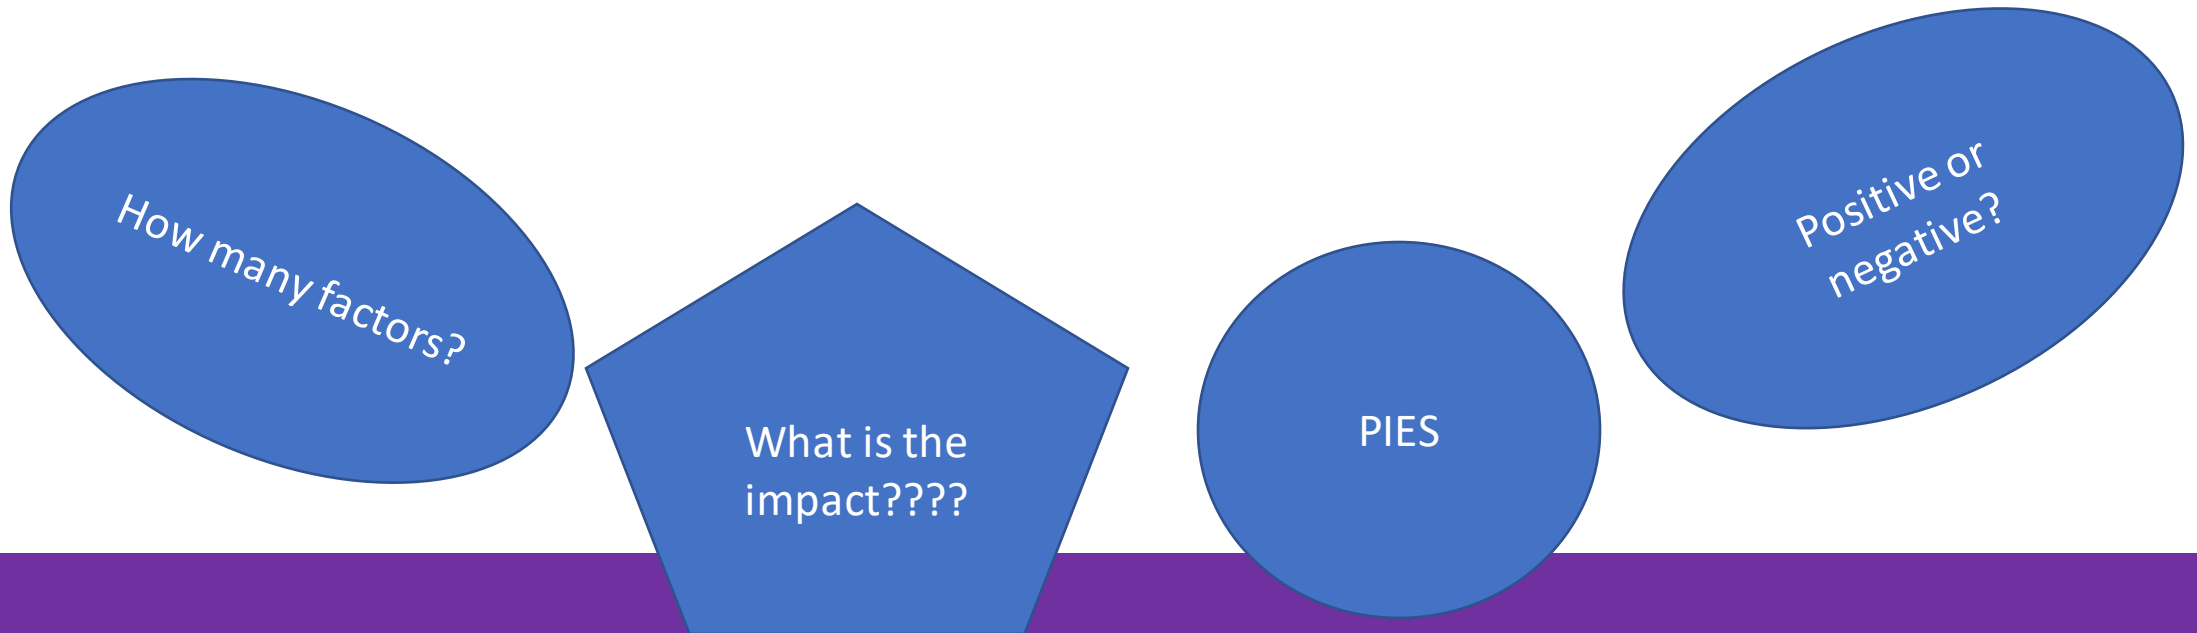 How many factors?
What is the
impact????
PIES
Positive or
negative?